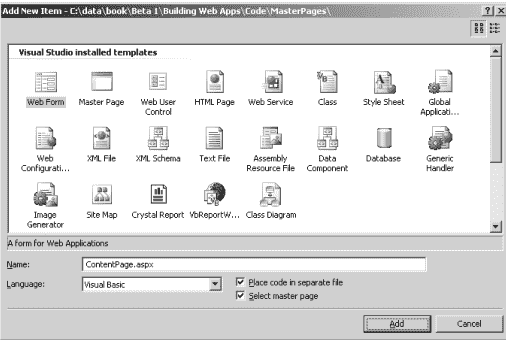 Add New Item - C:\data\book\Beta 1\Building Web Apps\Code\MasterPages\
Visual Studio installed templates
Web Form
Master Page
Web User Control
HTML Page
Web Service
Class
Style Sheet
Global Applicati...
Web Configurati...
XML File
XML Schema
Text File
Assembly Resource File
Data Component
Database
Generic Handler
Image Generator
Site Map
Crystal Report
VbReportW...
Class Diagram
A form for Web Applications
Name:
ContentPage.aspx
Language:
Visual Basic
Place code in separate file
Select master page
Add
Cancel